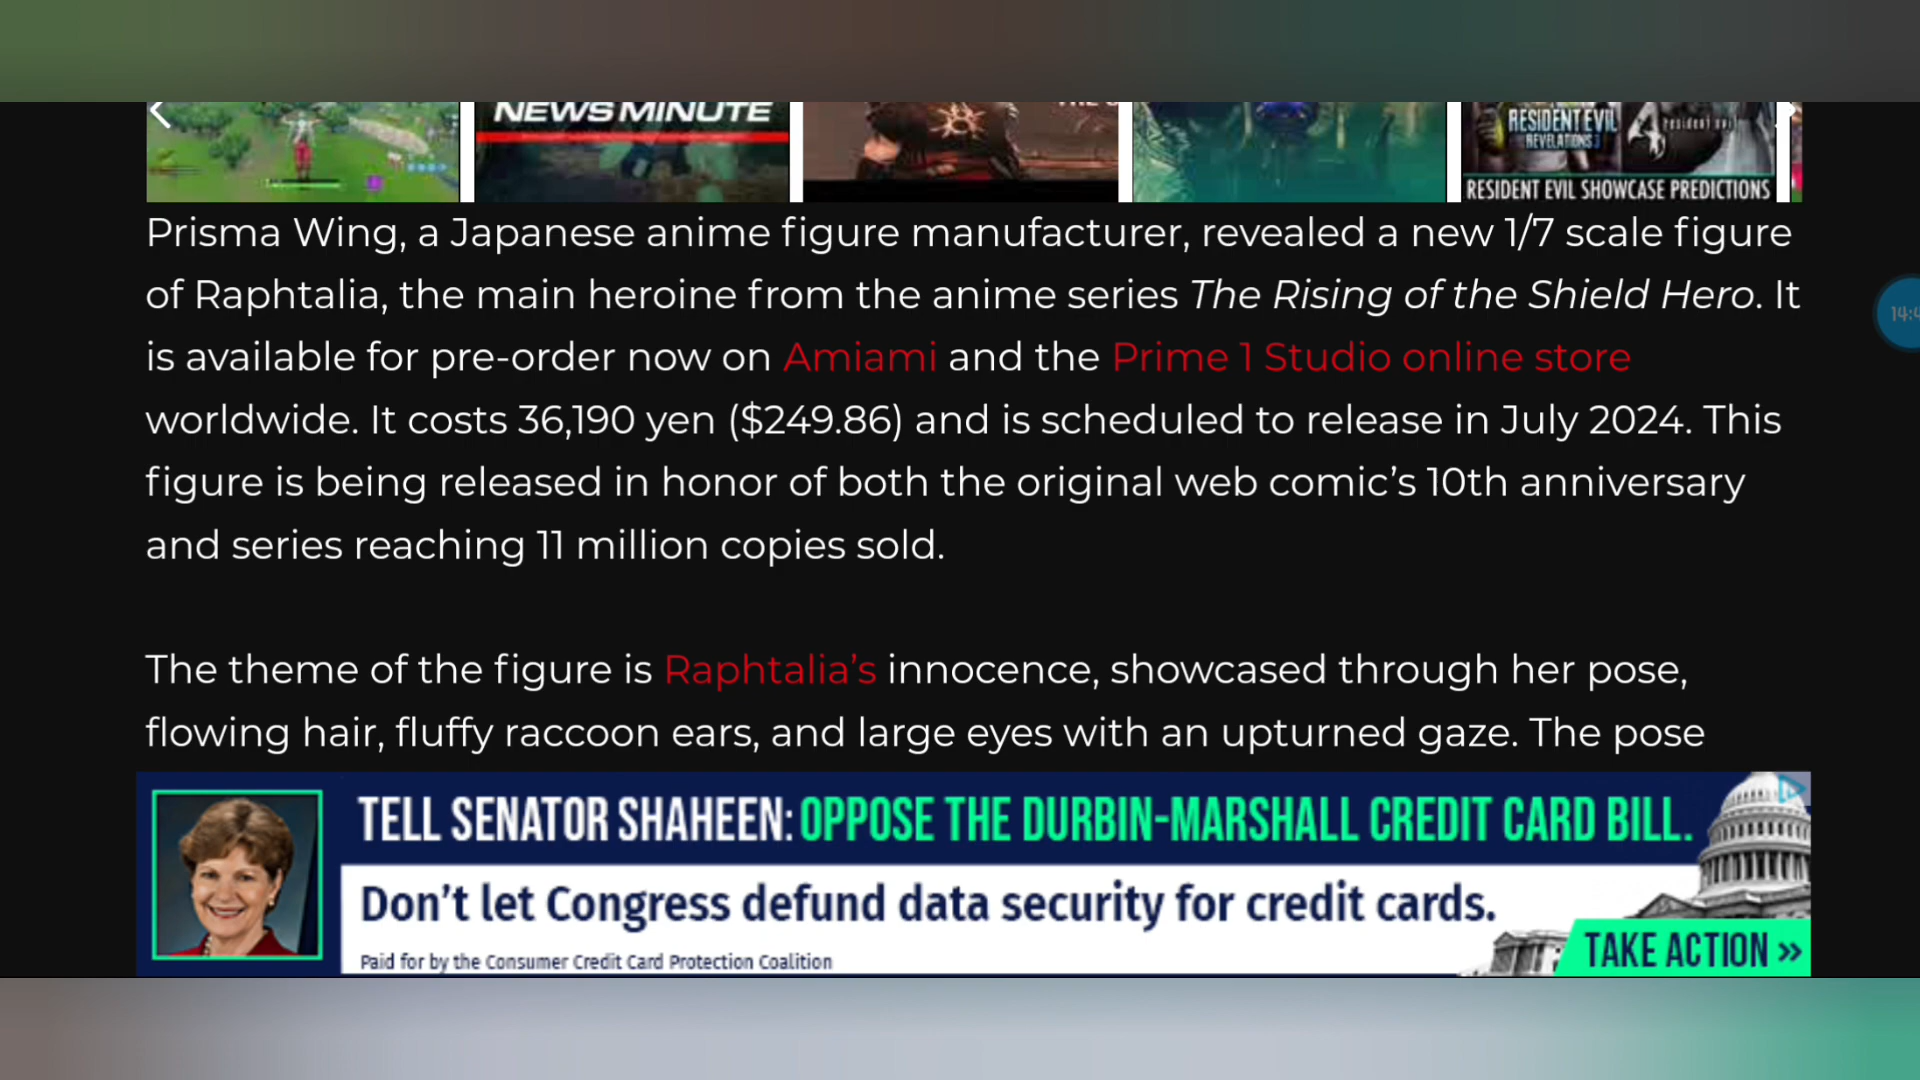 NEWS MINUTE
RESIDENT EVIL
REVELATIONS 3
resident evil
4
RESIDENT EVIL SHOWCASE PREDICTIONS
Prisma Wing, a Japanese anime figure manufacturer, revealed a new 1/7 scale figure
of Raphtalia, the main heroine from the anime series The Rising of the Shield Hero. It
is available for pre-order now on Amiami and the Prime 1 Studio online store
worldwide. It costs 36,190 yen ($249.86) and is scheduled to release in July 2024. This
figure is being released in honor of both the original web comic’s 10th anniversary
and series reaching 11 million copies sold.
The theme of the figure is Raphtalia’s innocence, showcased through her pose,
flowing hair, fluffy raccoon ears, and large eyes with an upturned gaze. The pose
TELL SENATOR SHAHEEN: OPPOSE THE DURBIN-MARSHALL CREDIT CARD BILL.
Don’t let Congress defund data security for credit cards.
Paid for by the Consumer Credit Card Protection Coalition
TAKE ACTION »